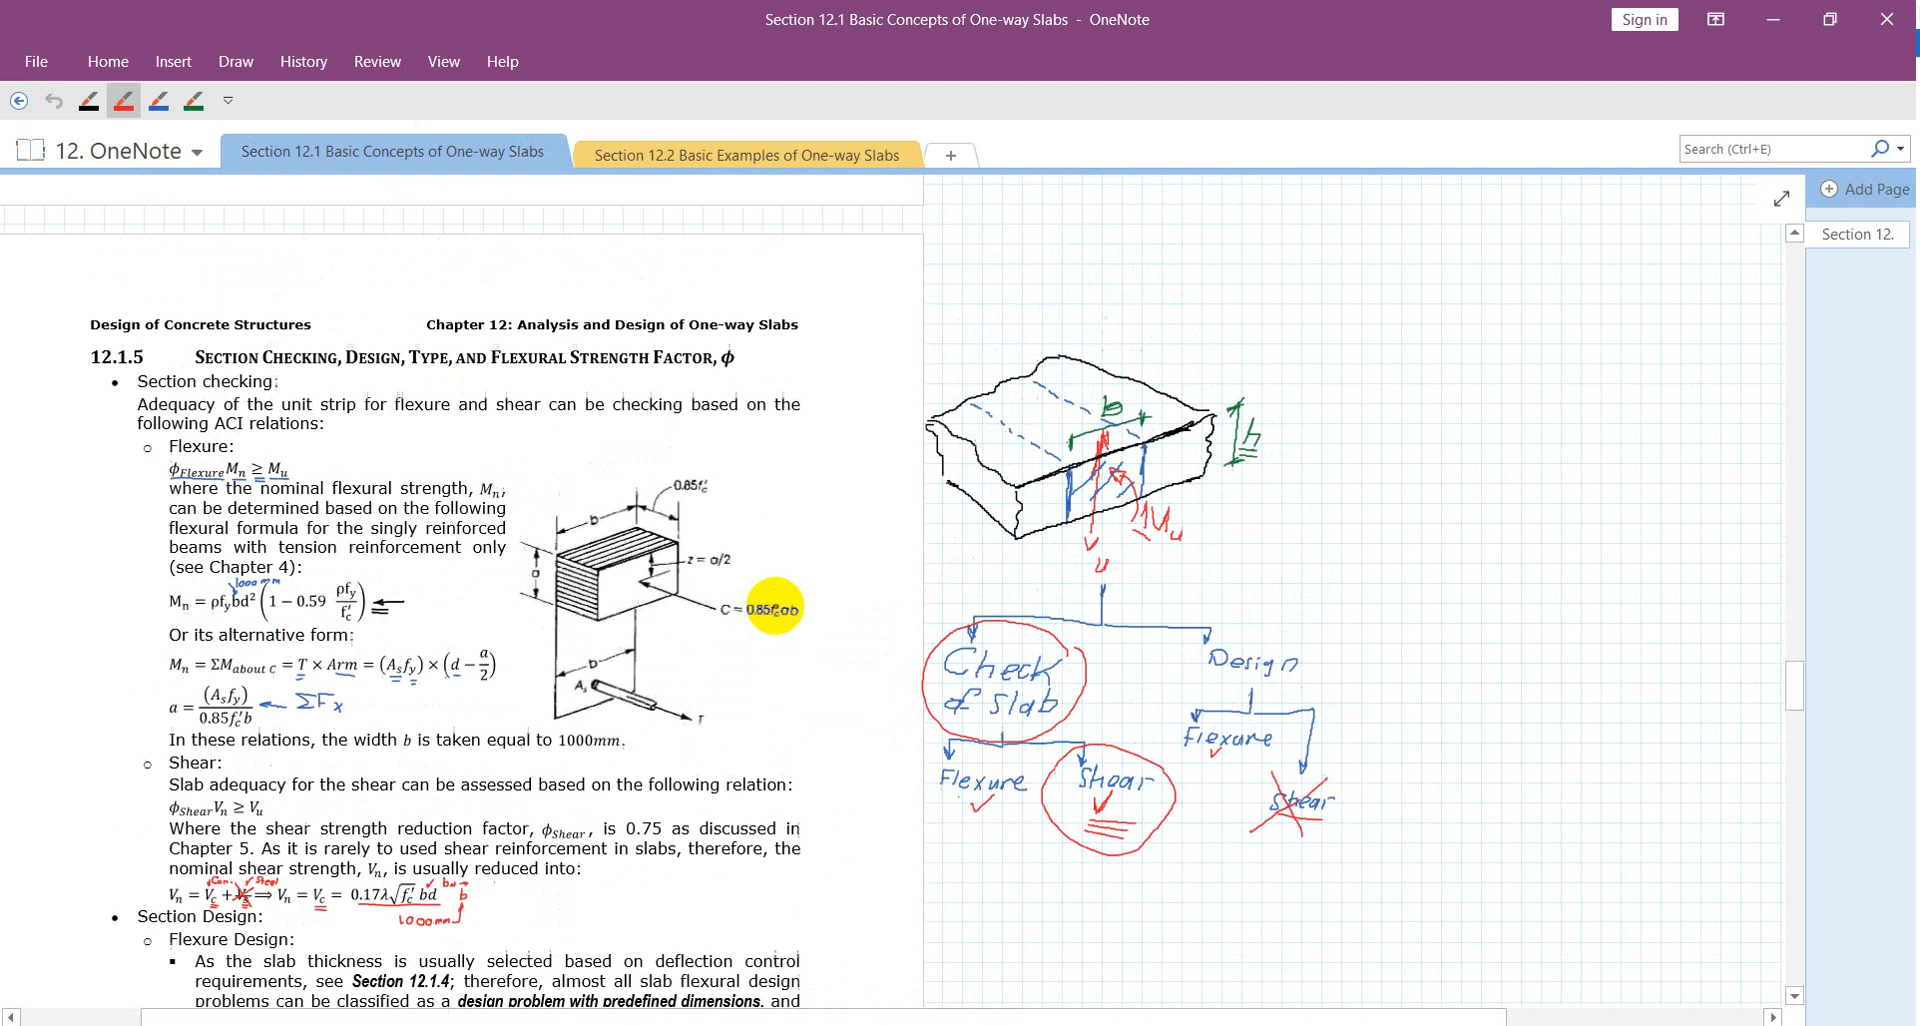 Section 12.1 Basic Concepts of One-way Slabs - OneNote
Sign in
File Home Insert Draw History Review View Help
12. OneNote
Section 12.1 Basic Concepts of One-way Slabs
Section 12.2 Basic Examples of One-way Slabs
+
Search (Ctrl+E)
Add Page
Section 12.
Design of Concrete Structures
Chapter 12: Analysis and Design of One-way Slabs
12.1.5 SECTION CHECKING, DESIGN, TYPE, AND FLEXURAL STRENGTH FACTOR, ϕ
• Section checking:
Adequacy of the unit strip for flexure and shear can be checking based on the
following ACI relations:
o Flexure:
ϕFlexure Mn ≥ Mu
where the nominal flexural strength, Mn,
can be determined based on the following
flexural formula for the singly reinforced
beams with tension reinforcement only
(see Chapter 4):
1000mm
Mn = ρfybd² (1 − 0.59 ρfy/f'c)
Or its alternative form:
Mn = ΣMabout C = T × Arm = (Asfy) × (d − a/2)
a = (Asfy)/0.85f'cb ← ΣFx
In these relations, the width b is taken equal to 1000mm.
0.85f'c
b
a
z = a/2
C = 0.85f'cab
b
As
T
o Shear:
Slab adequacy for the shear can be assessed based on the following relation:
ϕShearVn ≥ Vu
Where the shear strength reduction factor, ϕShear, is 0.75 as discussed in
Chapter 5. As it is rarely to used shear reinforcement in slabs, therefore, the
nominal shear strength, Vn, is usually reduced into:
Con. Steel bw → b
Vn = Vc + Vs ⟹ Vn = Vc = 0.17λ√f'c bd
1000mm
• Section Design:
o Flexure Design:
▪ As the slab thickness is usually selected based on deflection control
requirements, see Section 12.1.4; therefore, almost all slab flexural design
problems can be classified as a design problem with predefined dimensions, and
b
h
Mu
u
Check
of Slab
Design
Flexure
Shear
Flexure
Shear